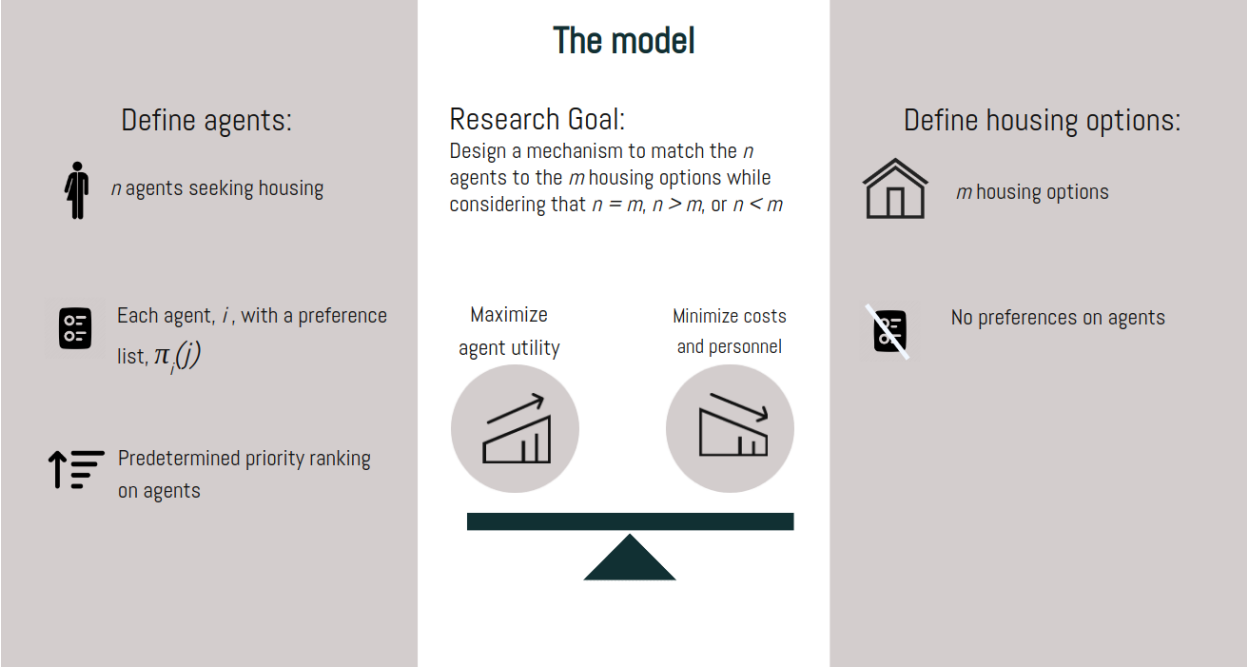 The model
Define agents:
n agents seeking housing
Each agent, i , with a preference
list, πᵢ(j)
Predetermined priority ranking
on agents
Research Goal:
Design a mechanism to match the n
agents to the m housing options while
considering that n = m, n > m, or n < m
Maximize
agent utility
Minimize costs
and personnel
Define housing options:
m housing options
No preferences on agents